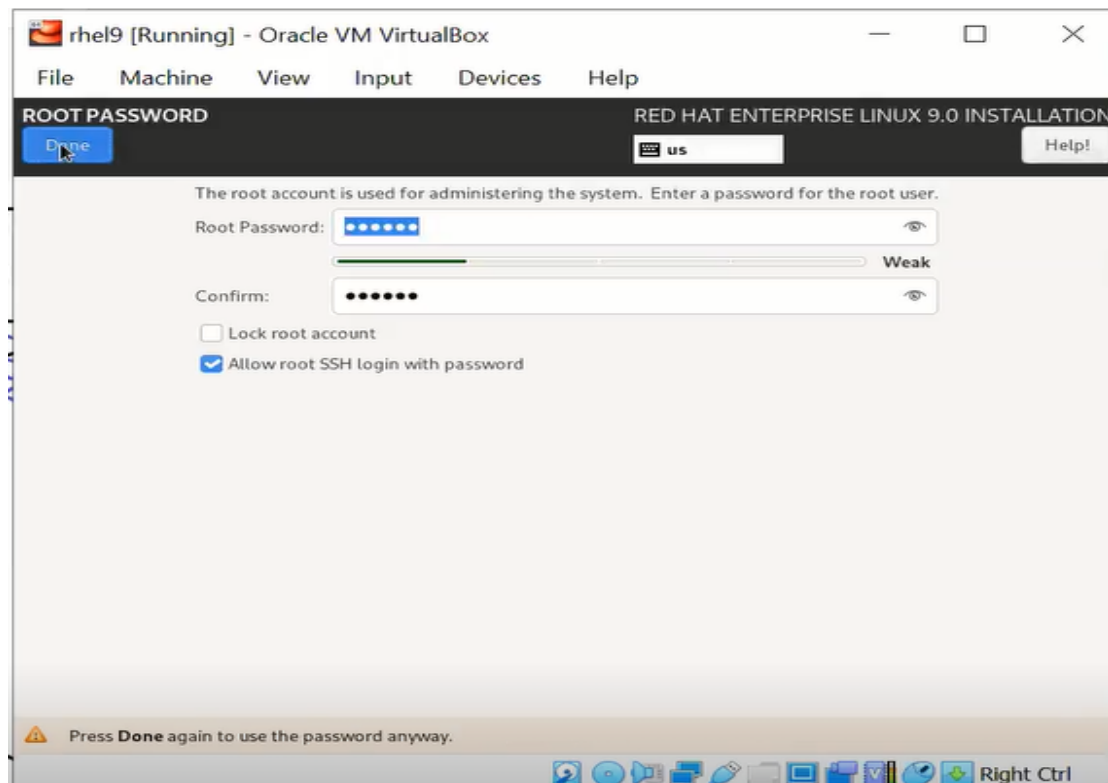 rhel9 [Running] - Oracle VM VirtualBox
File Machine View Input Devices Help
ROOT PASSWORD
RED HAT ENTERPRISE LINUX 9.0 INSTALLATION
Done
us
Help!
The root account is used for administering the system. Enter a password for the root user.
Root Password: ••••••
Weak
Confirm: ••••••
Lock root account
Allow root SSH login with password
Press Done again to use the password anyway.
Right Ctrl